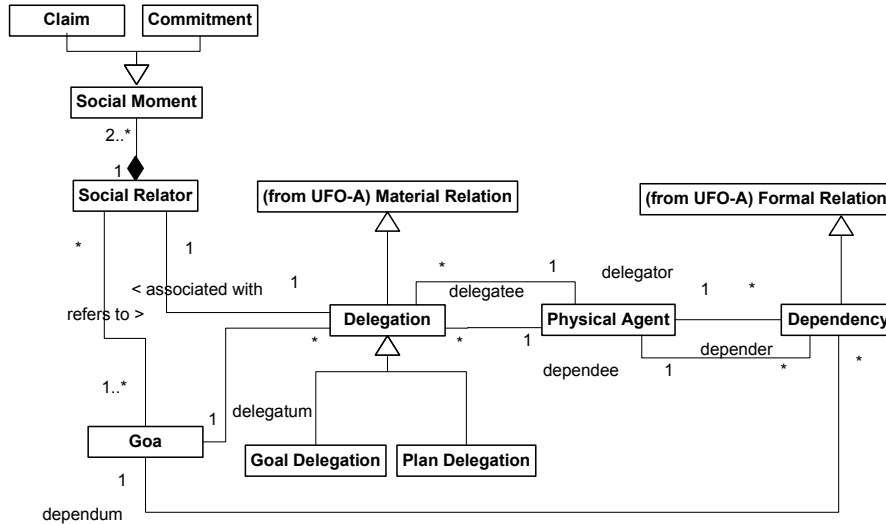 Claim
Commitment
Social Moment
2..*
1
Social Relator
(from UFO-A) Material Relation
(from UFO-A) Formal Relation
*
1
*
1
delegator
< associated with
1
delegatee
1
*
refers to >
Delegation
Physical Agent
Dependency
*
*
1
depender
dependee
1
*
*
1..*
1
delegatum
Goa
Goal Delegation
Plan Delegation
1
dependum